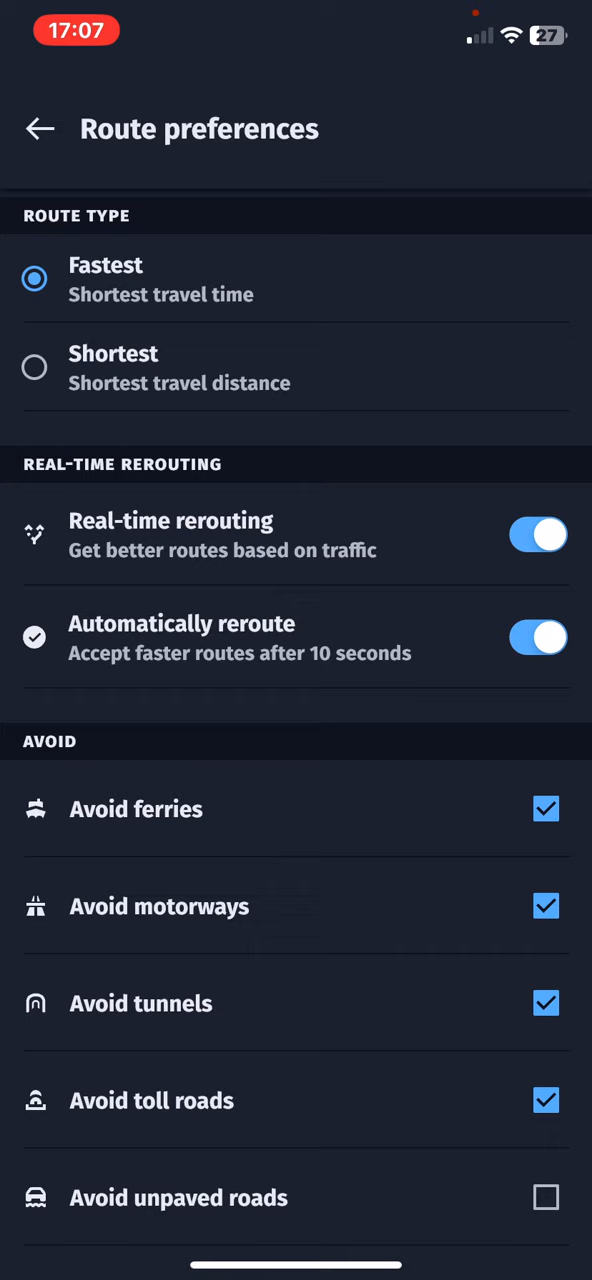 17:07
27
Route preferences
ROUTE TYPE
Fastest
Shortest travel time
Shortest
Shortest travel distance
REAL-TIME REROUTING
Real-time rerouting
Get better routes based on traffic
Automatically reroute
Accept faster routes after 10 seconds
AVOID
Avoid ferries
Avoid motorways
Avoid tunnels
Avoid toll roads
Avoid unpaved roads